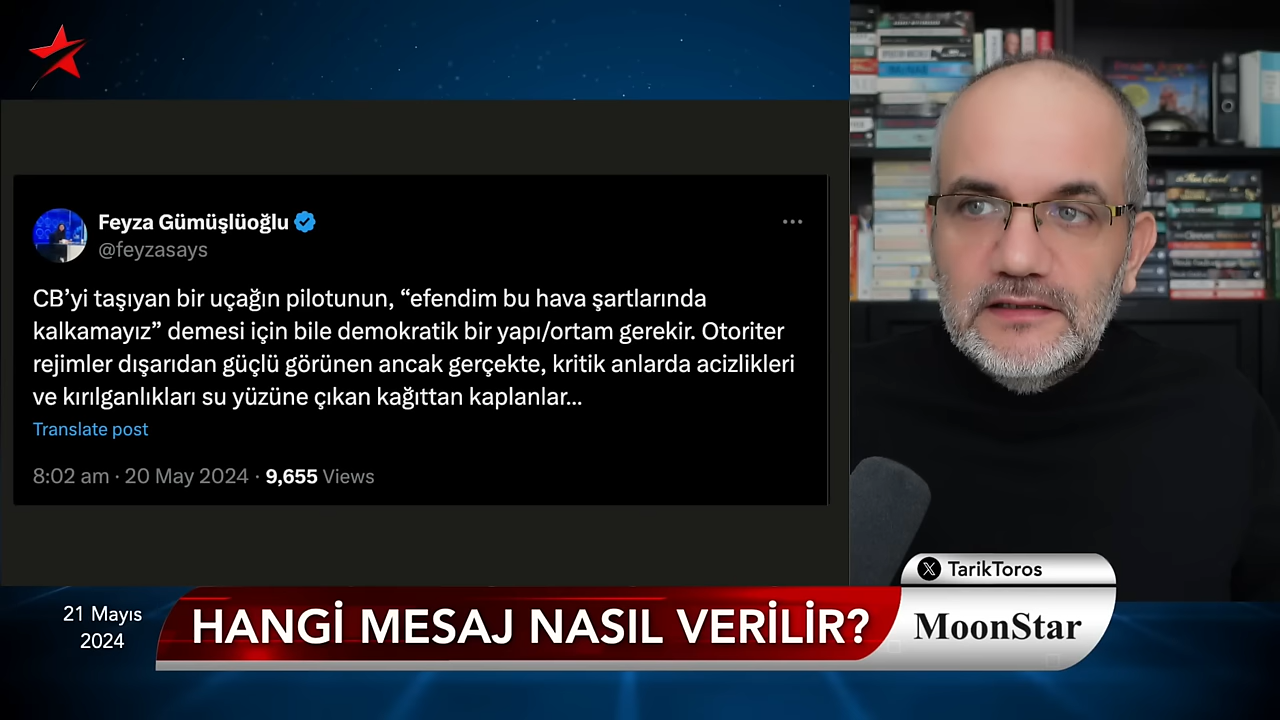 Feyza Gümüşlüoğlu
@feyzasays
CB'yi taşıyan bir uçağın pilotunun, “efendim bu hava şartlarında
kalkamayız” demesi için bile demokratik bir yapı/ortam gerekir. Otoriter
rejimler dışarıdan güçlü görünen ancak gerçekte, kritik anlarda acizlikleri
ve kırılganlıkları su yüzüne çıkan kağıttan kaplanlar...
Translate post
8:02 am · 20 May 2024 · 9,655 Views
TarikToros
21 Mayıs
2024
HANGİ MESAJ NASIL VERİLİR?
MoonStar